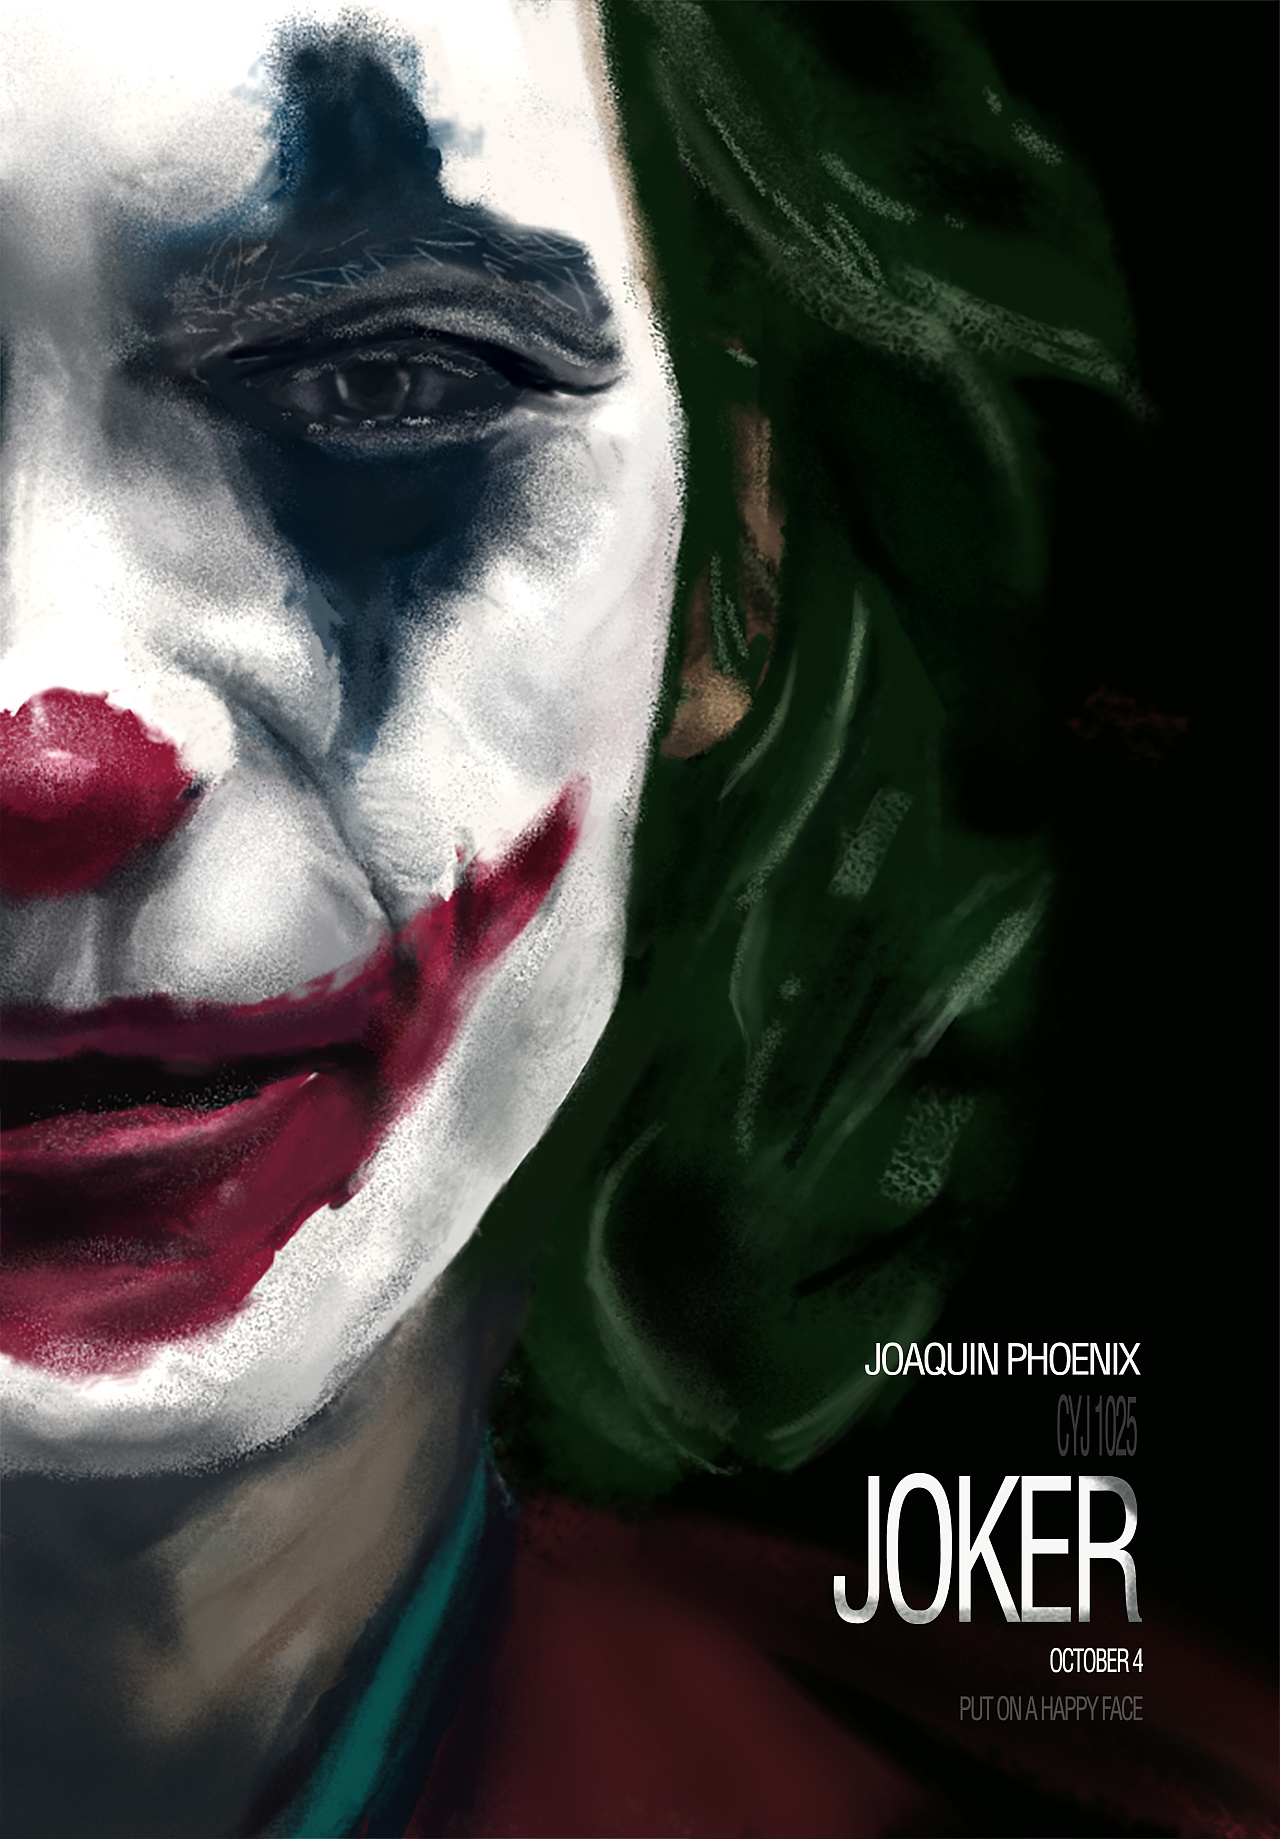 JOAQUIN PHOENIX
CYJ 1025
JOKER
OCTOBER 4
PUT ON A HAPPY FACE